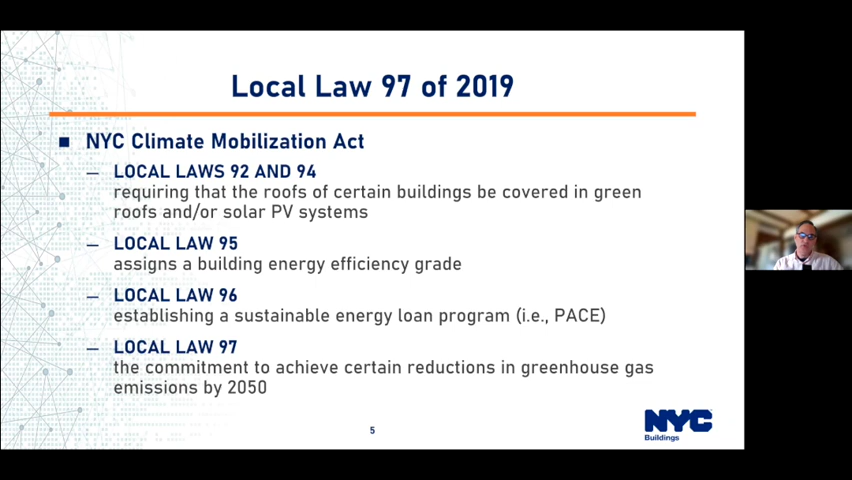 Local Law 97 of 2019
NYC Climate Mobilization Act
LOCAL LAWS 92 AND 94
requiring that the roofs of certain buildings be covered in green
roofs and/or solar PV systems
LOCAL LAW 95
assigns a building energy efficiency grade
LOCAL LAW 96
establishing a sustainable energy loan program (i.e., PACE)
LOCAL LAW 97
the commitment to achieve certain reductions in greenhouse gas
emissions by 2050
5
NYC
Buildings